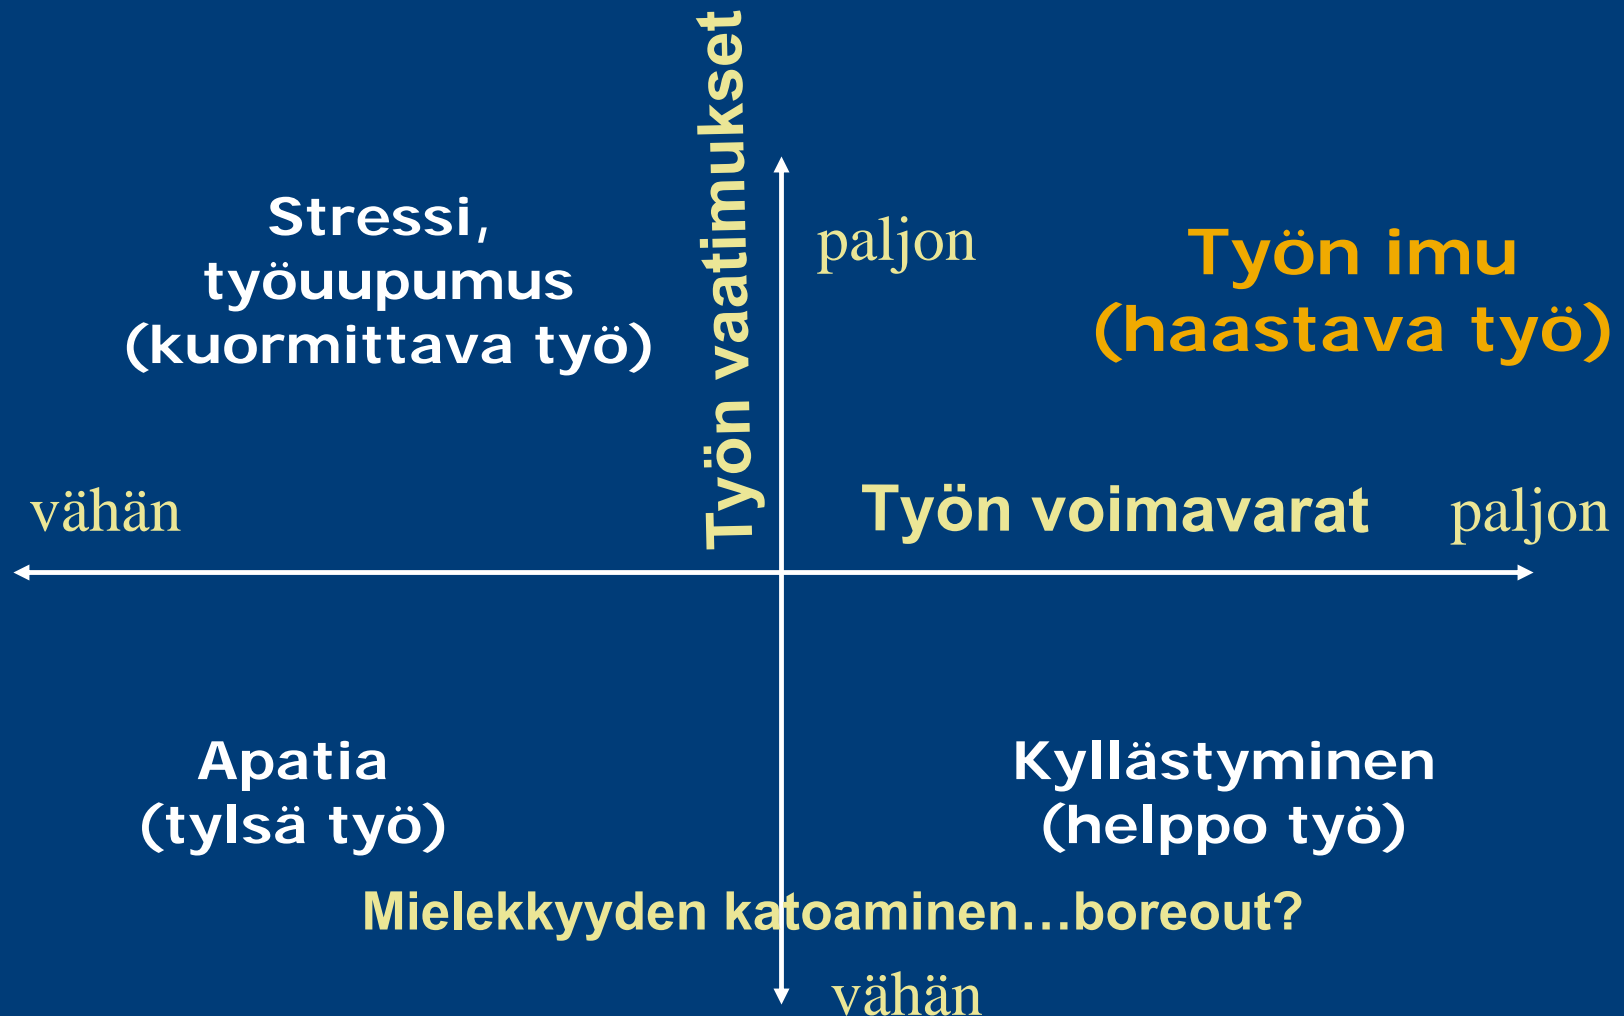 Työn vaatimukset
Stressi,
työuupumus
(kuormittava työ)
paljon
Työn imu
(haastava työ)
vähän
Työn voimavarat
paljon
Apatia
(tylsä työ)
Kyllästyminen
(helppo työ)
Mielekkyyden katoaminen...boreout?
vähän